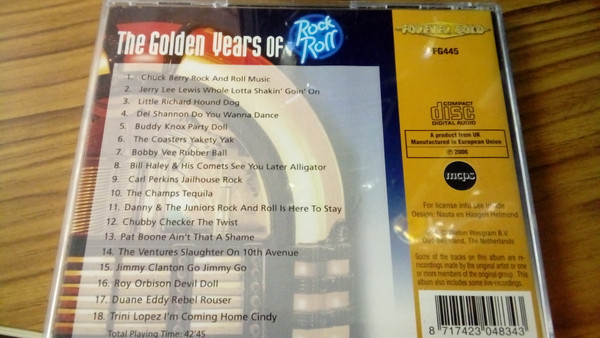 The Golden Years Of
Rock
Roll
1. Chuck Berry Rock And Roll Music
2. Jerry Lee Lewis Whole Lotta Shakin' Goin' On
3. Little Richard Hound Dog
4. Del Shannon Do You Wanna Dance
5. Buddy Knox Party Doll
6. The Coasters Yakety Yak
7. Bobby Vee Rubber Ball
8. Bill Haley & His Comets See You Later Alligator
9. Carl Perkins Jailhouse Rock
10. The Champs Tequila
11. Danny & The Juniors Rock And Roll Is Here To Stay
12. Chubby Checker The Twist
13. Pat Boone Ain't That A Shame
14. The Ventures Slaughter On 10th Avenue
15. Jimmy Clanton Go Jimmy Go
16. Roy Orbison Devil Doll
17. Duane Eddy Rebel Rouser
18. Trini Lopez I'm Coming Home Cindy
Total Playing Time: 42'45
FOREVER GOLD
FG445
COMPACT
disc
DIGITAL AUDIO
A product from UK
Manufactured in European Union
℗ 2006
mcps
For license info see inside
Design: Nauta en Haagen Helmond
Weton Wesgram B.V.
The Netherlands
Some of the tracks on this album are re-
recordings made by the original artist or one
or more members of the original group. This
album also includes some live-recordings.
8 717423 048343